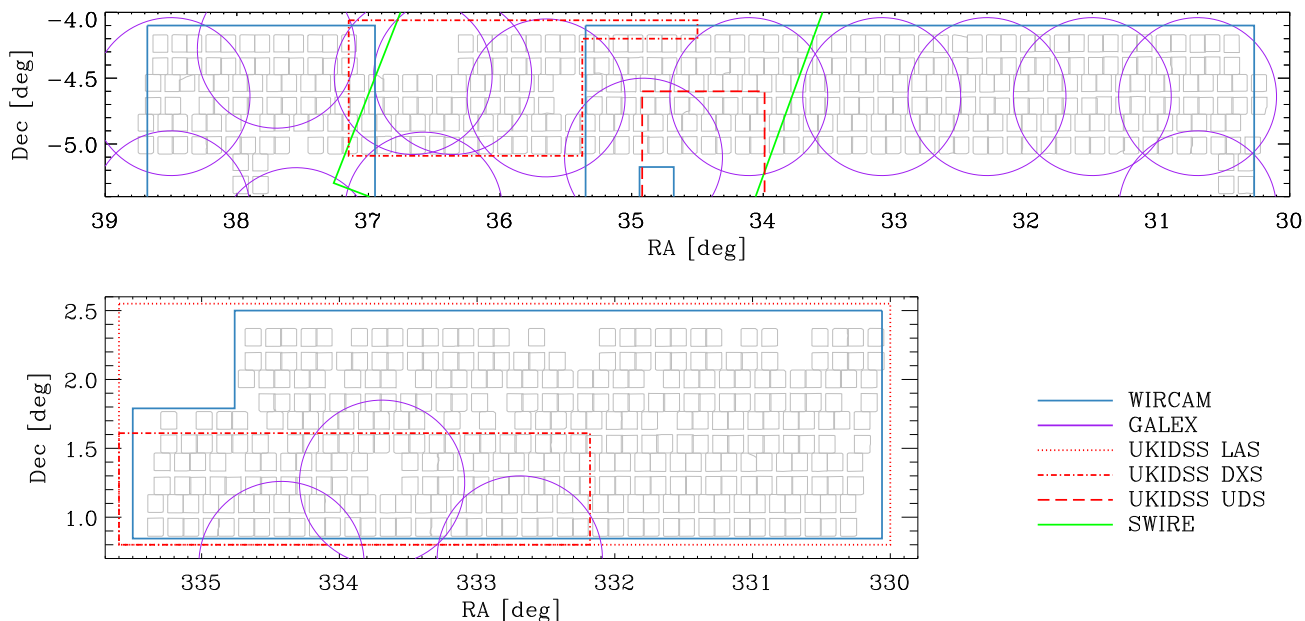 −4.0
−4.5
−5.0
Dec [deg]
39 38 37 36 35 34 33 32 31 30
RA [deg]
2.5
2.0
1.5
1.0
Dec [deg]
335 334 333 332 331 330
RA [deg]
WIRCAM
GALEX
UKIDSS LAS
UKIDSS DXS
UKIDSS UDS
SWIRE